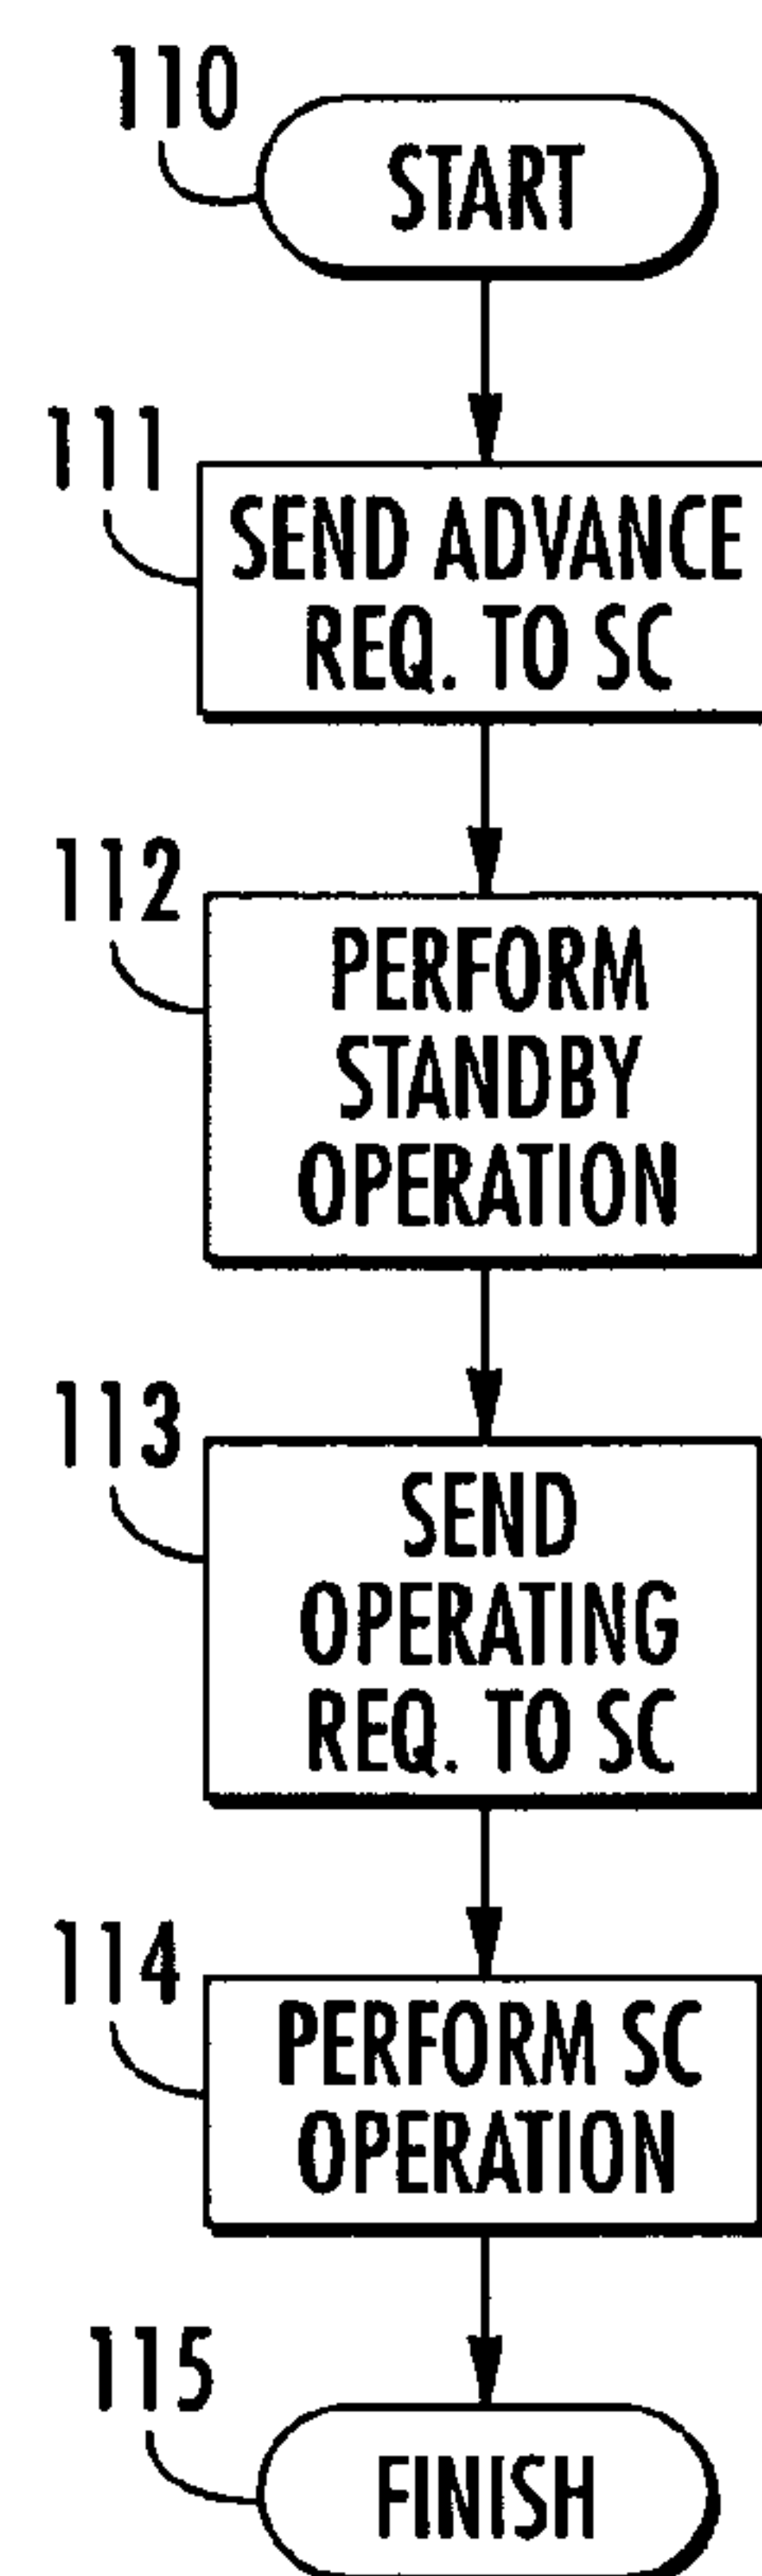 110
START
111
SEND ADVANCE
REQ. TO SC
112
PERFORM
STANDBY
OPERATION
113
SEND
OPERATING
REQ. TO SC
114
PERFORM SC
OPERATION
115
FINISH